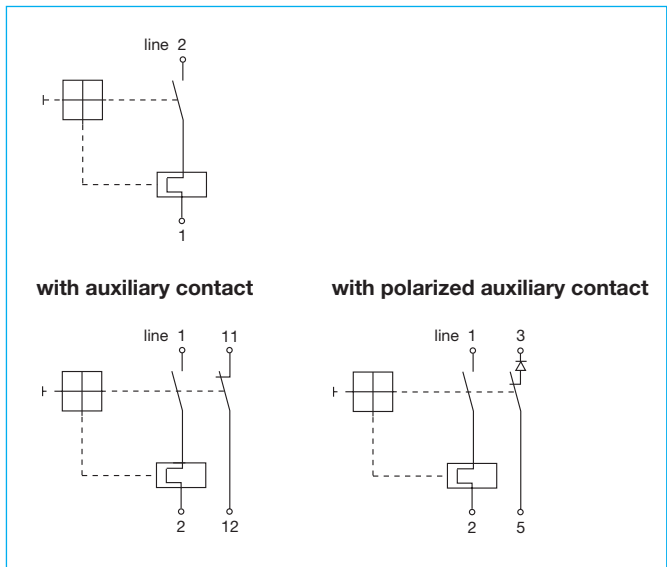 line 2
1
with auxiliary contact
with polarized auxiliary contact
line 1 11
2 12
line 1 3
2 5